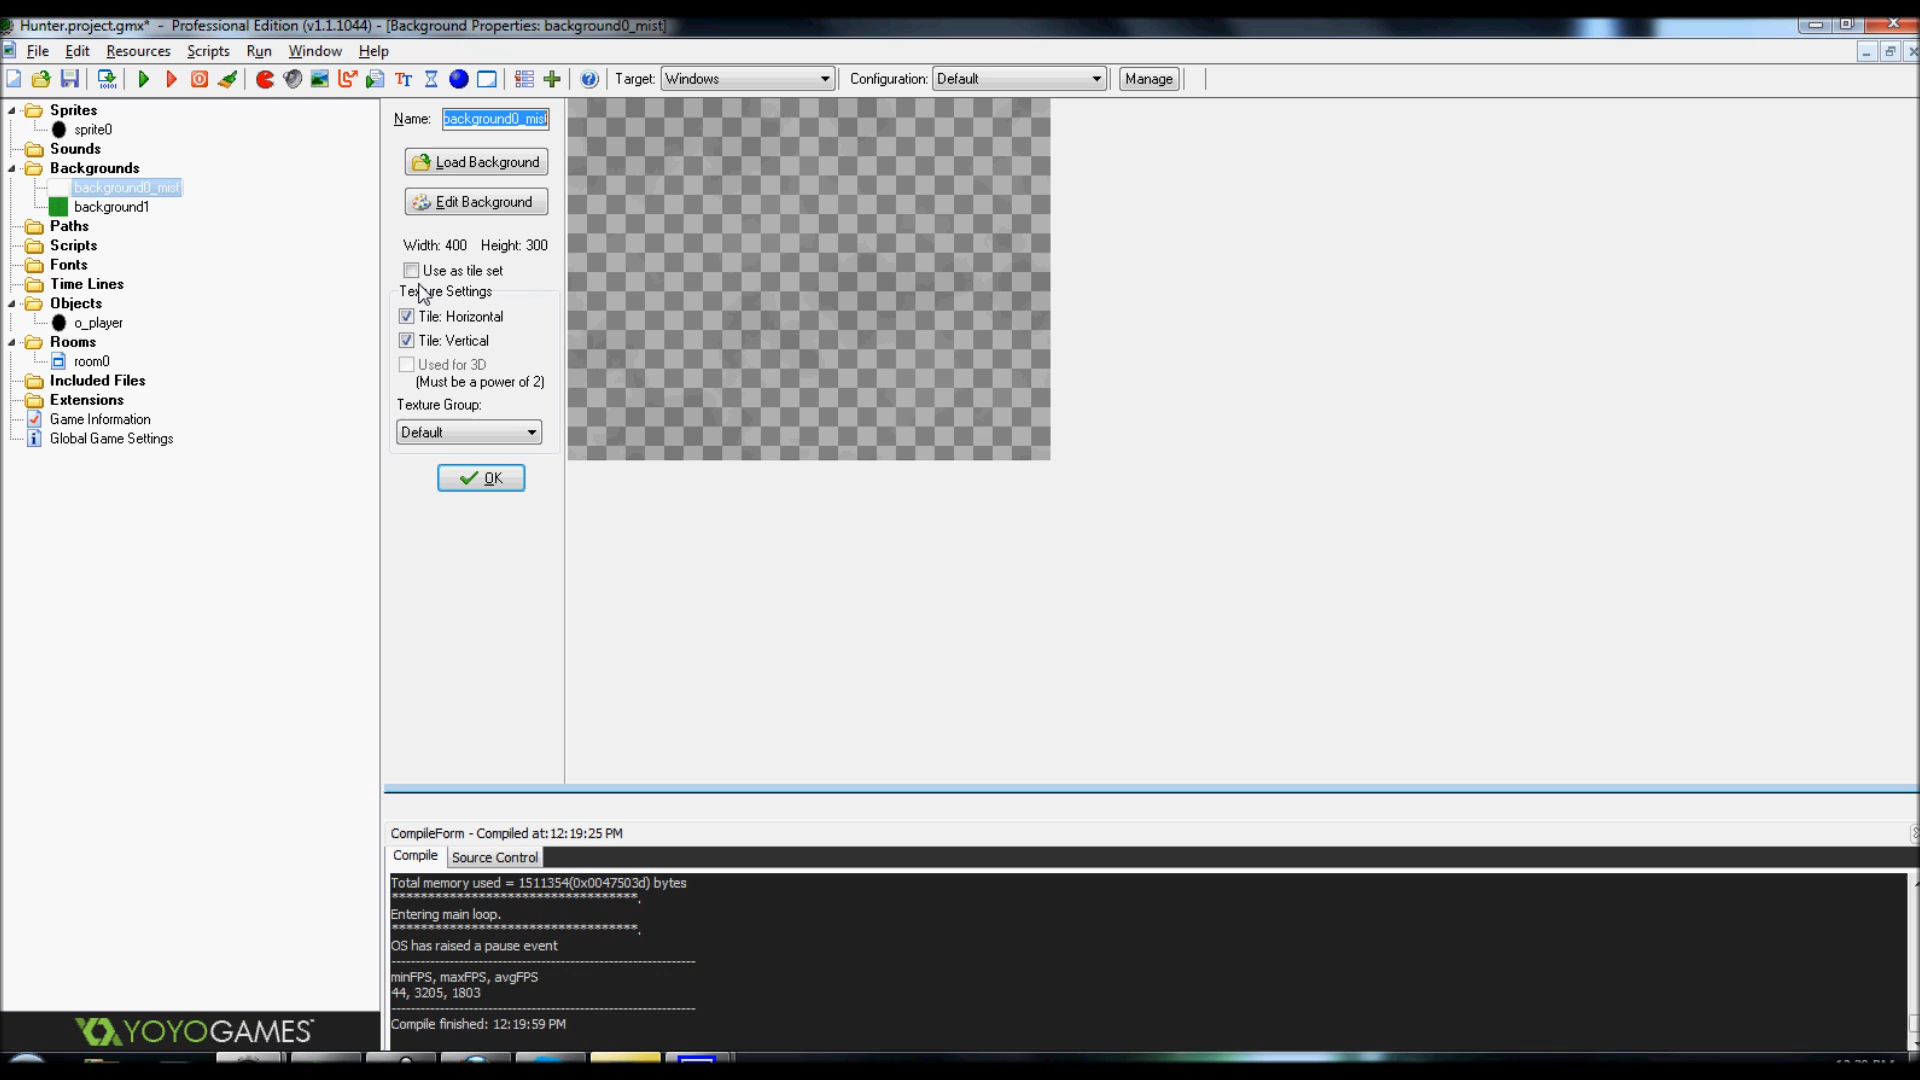 Hunter.project.gmx* - Professional Edition (v1.1.1044) - [Background Properties: background0_mist]
File Edit Resources Scripts Run Window Help
Target: Windows Configuration: Default Manage
Sprites
sprite0
Sounds
Backgrounds
background0_mist
background1
Paths
Scripts
Fonts
Time Lines
Objects
o_player
Rooms
room0
Included Files
Extensions
Game Information
Global Game Settings
Name: background0_mist
Load Background
Edit Background
Width: 400 Height: 300
Use as tile set
Texture Settings
Tile: Horizontal
Tile: Vertical
Used for 3D
(Must be a power of 2)
Texture Group:
Default
OK
CompileForm - Compiled at:12:19:25 PM
Compile Source Control
Total memory used = 1511354(0x0047503d) bytes
***********************************.
Entering main loop.
***********************************.
OS has raised a pause event
--------------------------------------------------------------
minFPS, maxFPS, avgFPS
44, 3205, 1803
--------------------------------------------------------------
Compile finished: 12:19:59 PM
YOYOGAMES™